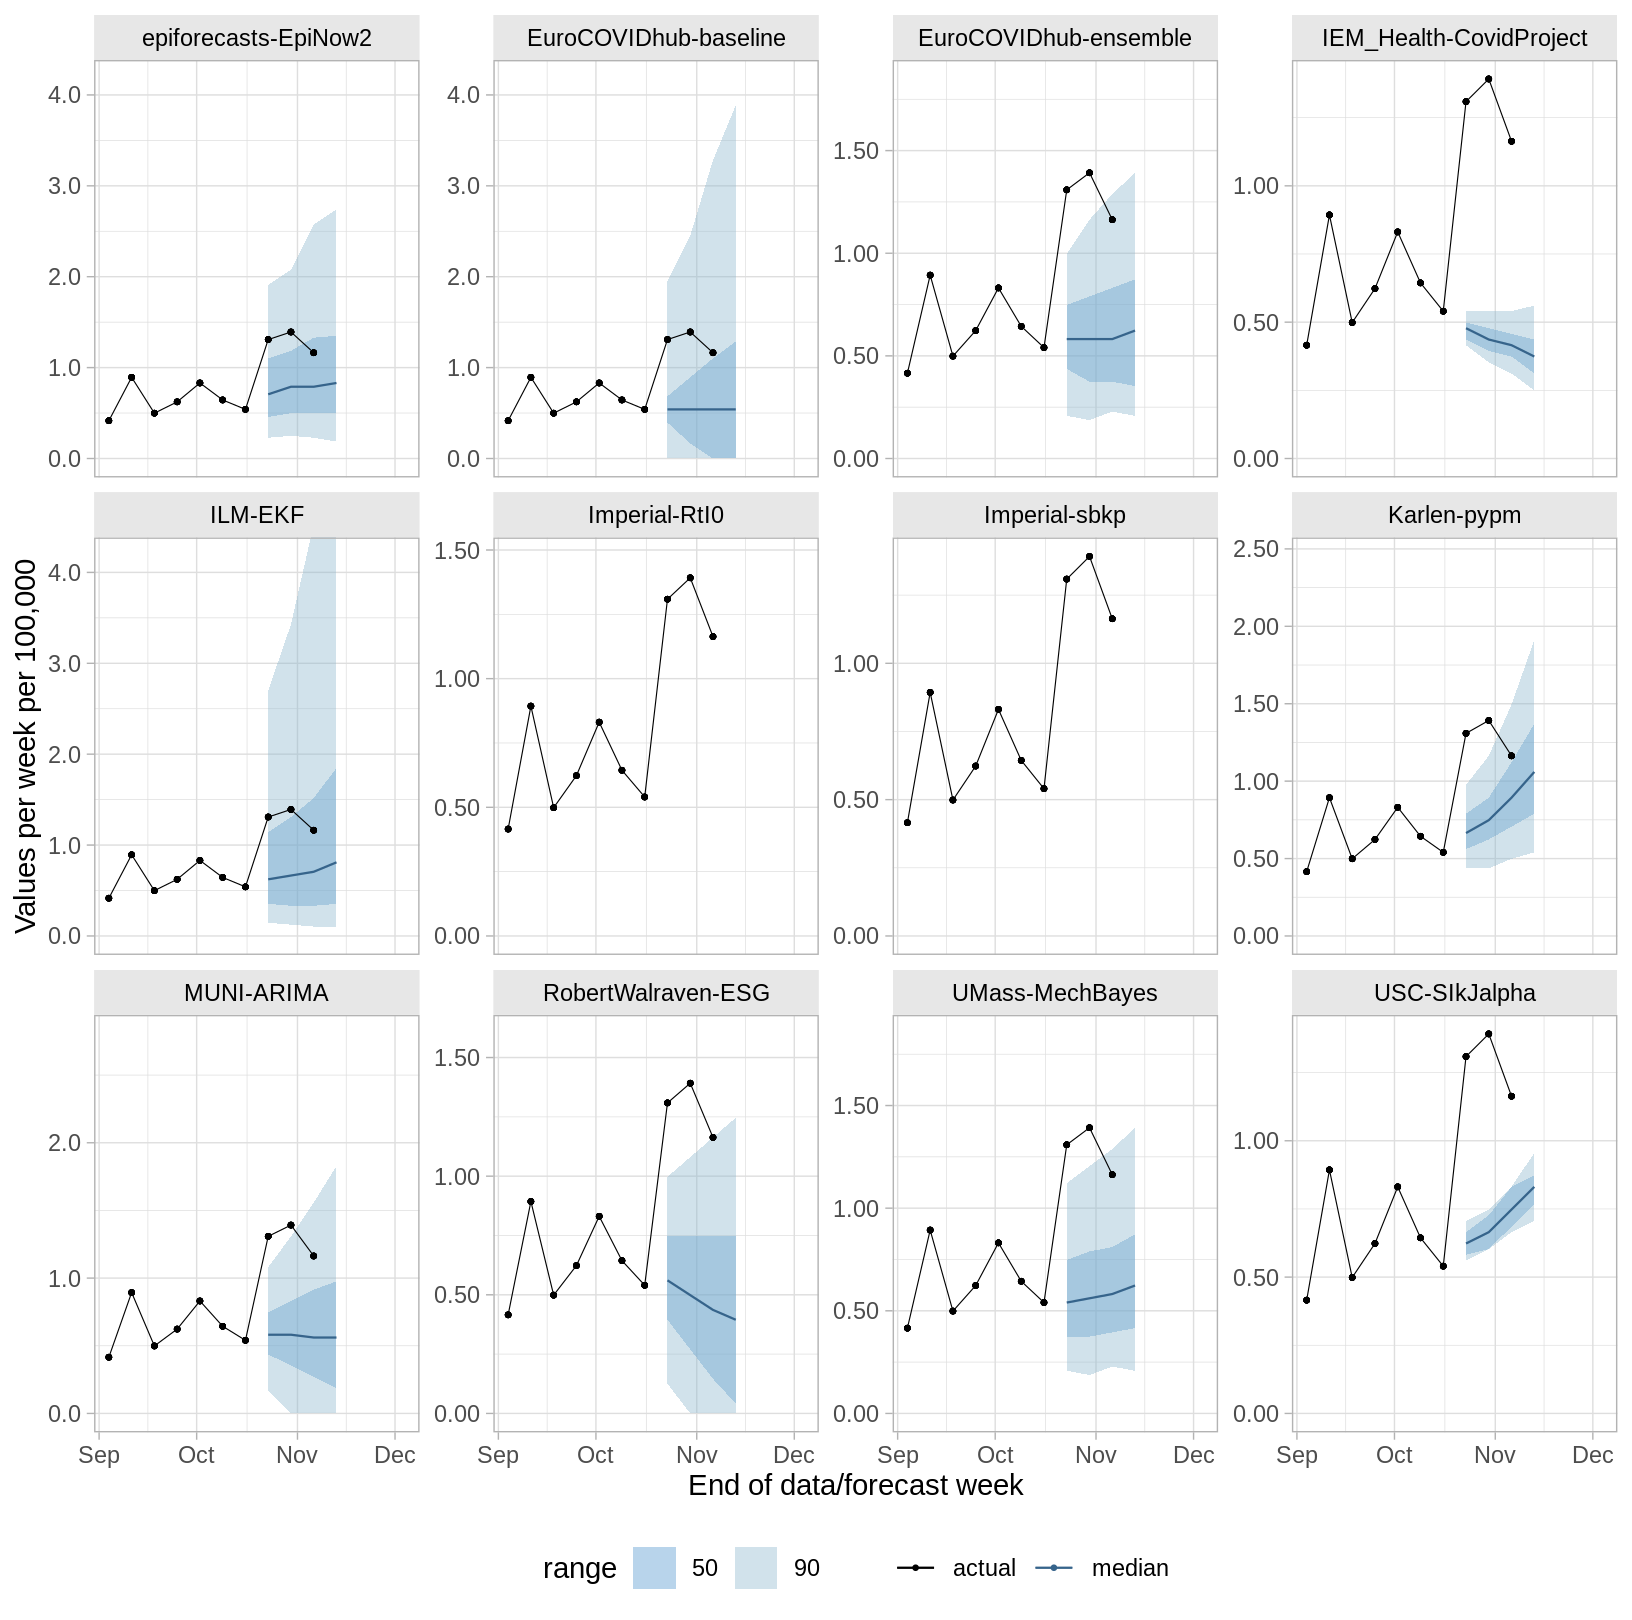 epiforecasts-EpiNow2 EuroCOVIDhub-baseline EuroCOVIDhub-ensemble IEM_Health-CovidProject
4.0 4.0 1.50 1.00
3.0 3.0 1.00 0.50
2.0 2.0 0.50 0.00
1.0 1.0 0.00
0.0 0.0
ILM-EKF Imperial-RtI0 Imperial-sbkp Karlen-pypm
4.0 1.50 1.00 2.50
3.0 1.00 0.50 2.00
2.0 0.50 0.00 1.50
1.0 0.00 1.00
0.0 0.50
0.00
Values per week per 100,000
MUNI-ARIMA RobertWalraven-ESG UMass-MechBayes USC-SIkJalpha
2.0 1.50 1.50 1.00
1.0 1.00 1.00 0.50
0.0 0.50 0.50 0.00
0.00 0.00
Sep Oct Nov Dec Sep Oct Nov Dec Sep Oct Nov Dec Sep Oct Nov Dec
End of data/forecast week
range 50 90 actual median